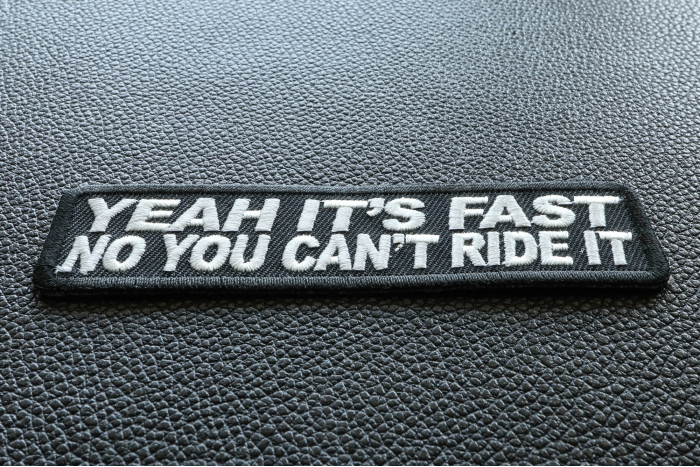 YEAH IT'S FAST
NO YOU CAN'T RIDE IT